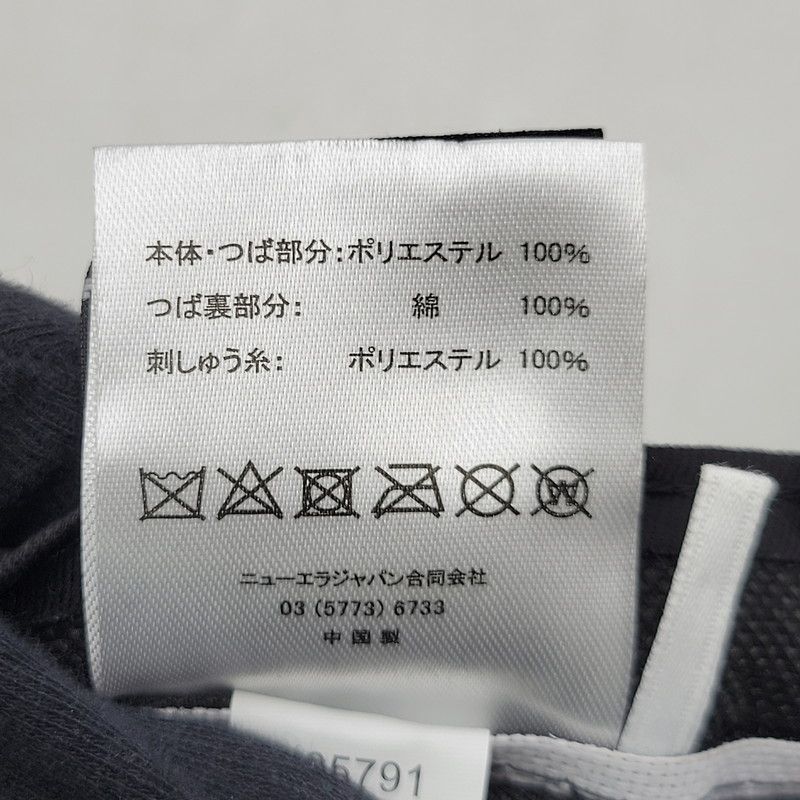 本体・つば部分:ポリエステル 100%
つば裏部分: 綿 100%
刺しゅう糸: ポリエステル 100%
ニューエラジャパン合同会社
03 (5773) 6733
中国製
5791